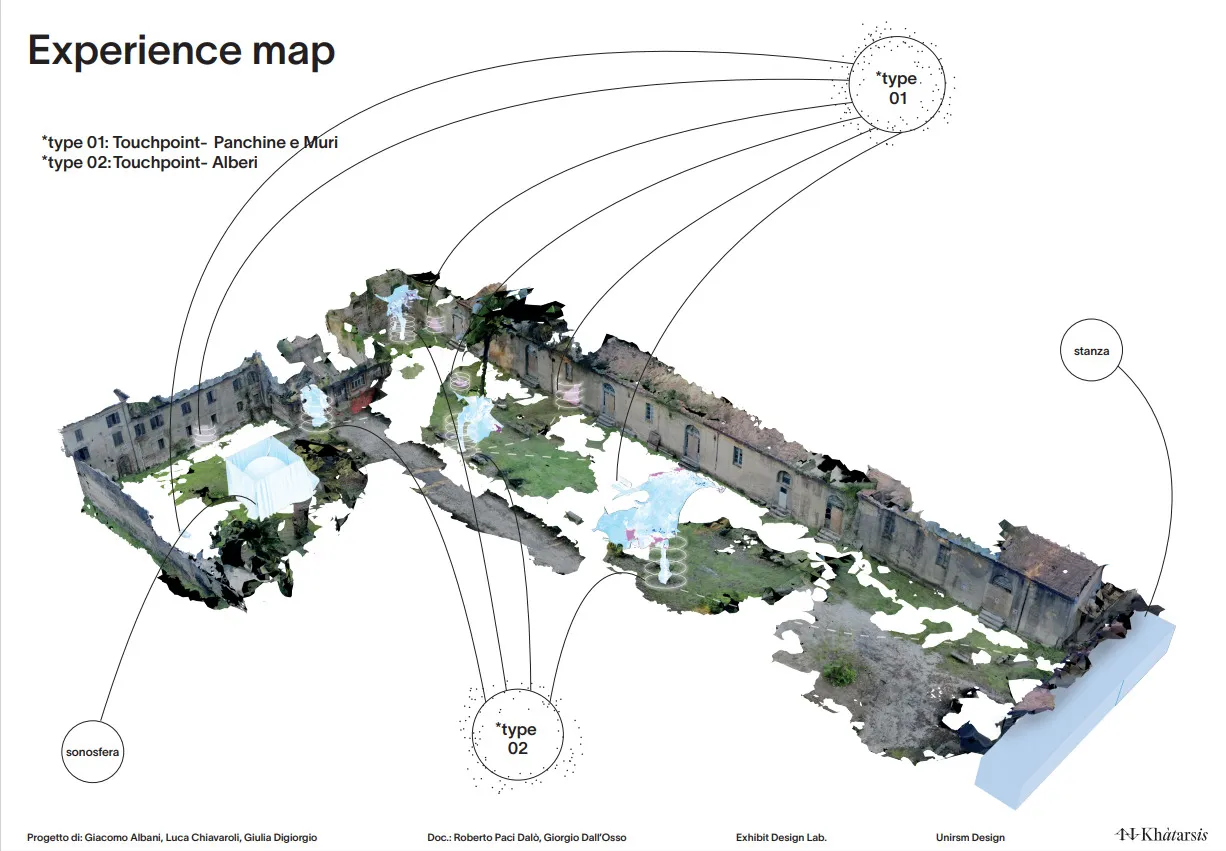 Experience map
*type
01
*type 01: Touchpoint- Panchine e Muri
*type 02: Touchpoint- Alberi
stanza
*type
02
sonosfera
Progetto di: Giacomo Albani, Luca Chiavaroli, Giulia Digiorgio
Doc.: Roberto Paci Dalò, Giorgio Dall'Osso
Exhibit Design Lab.
Unirsm Design
Khàtarsis